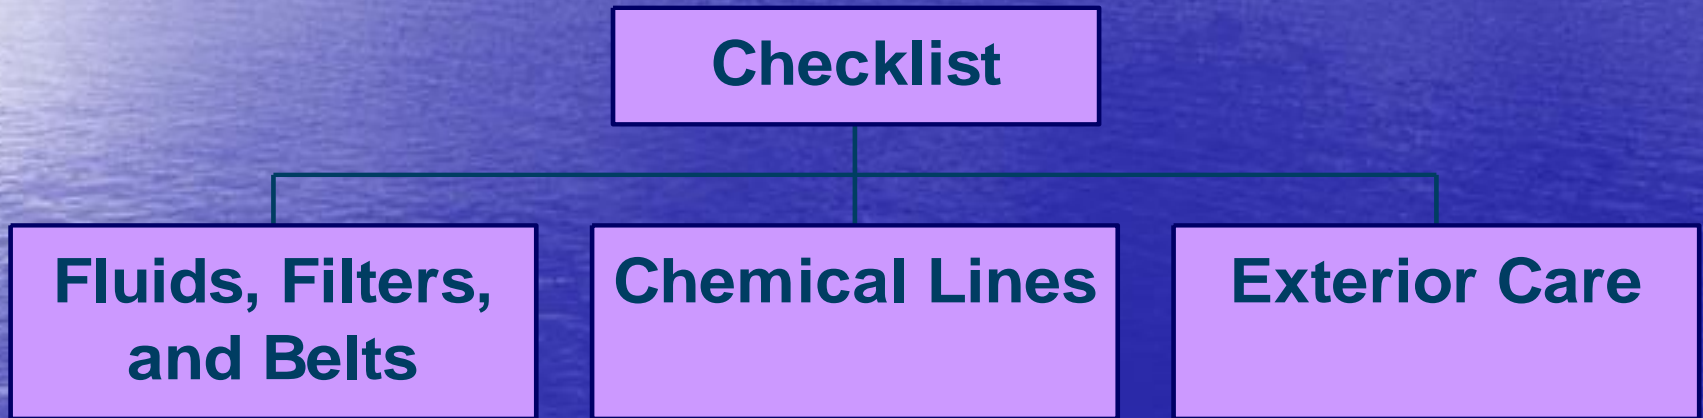 Checklist
Fluids, Filters,
and Belts
Chemical Lines
Exterior Care